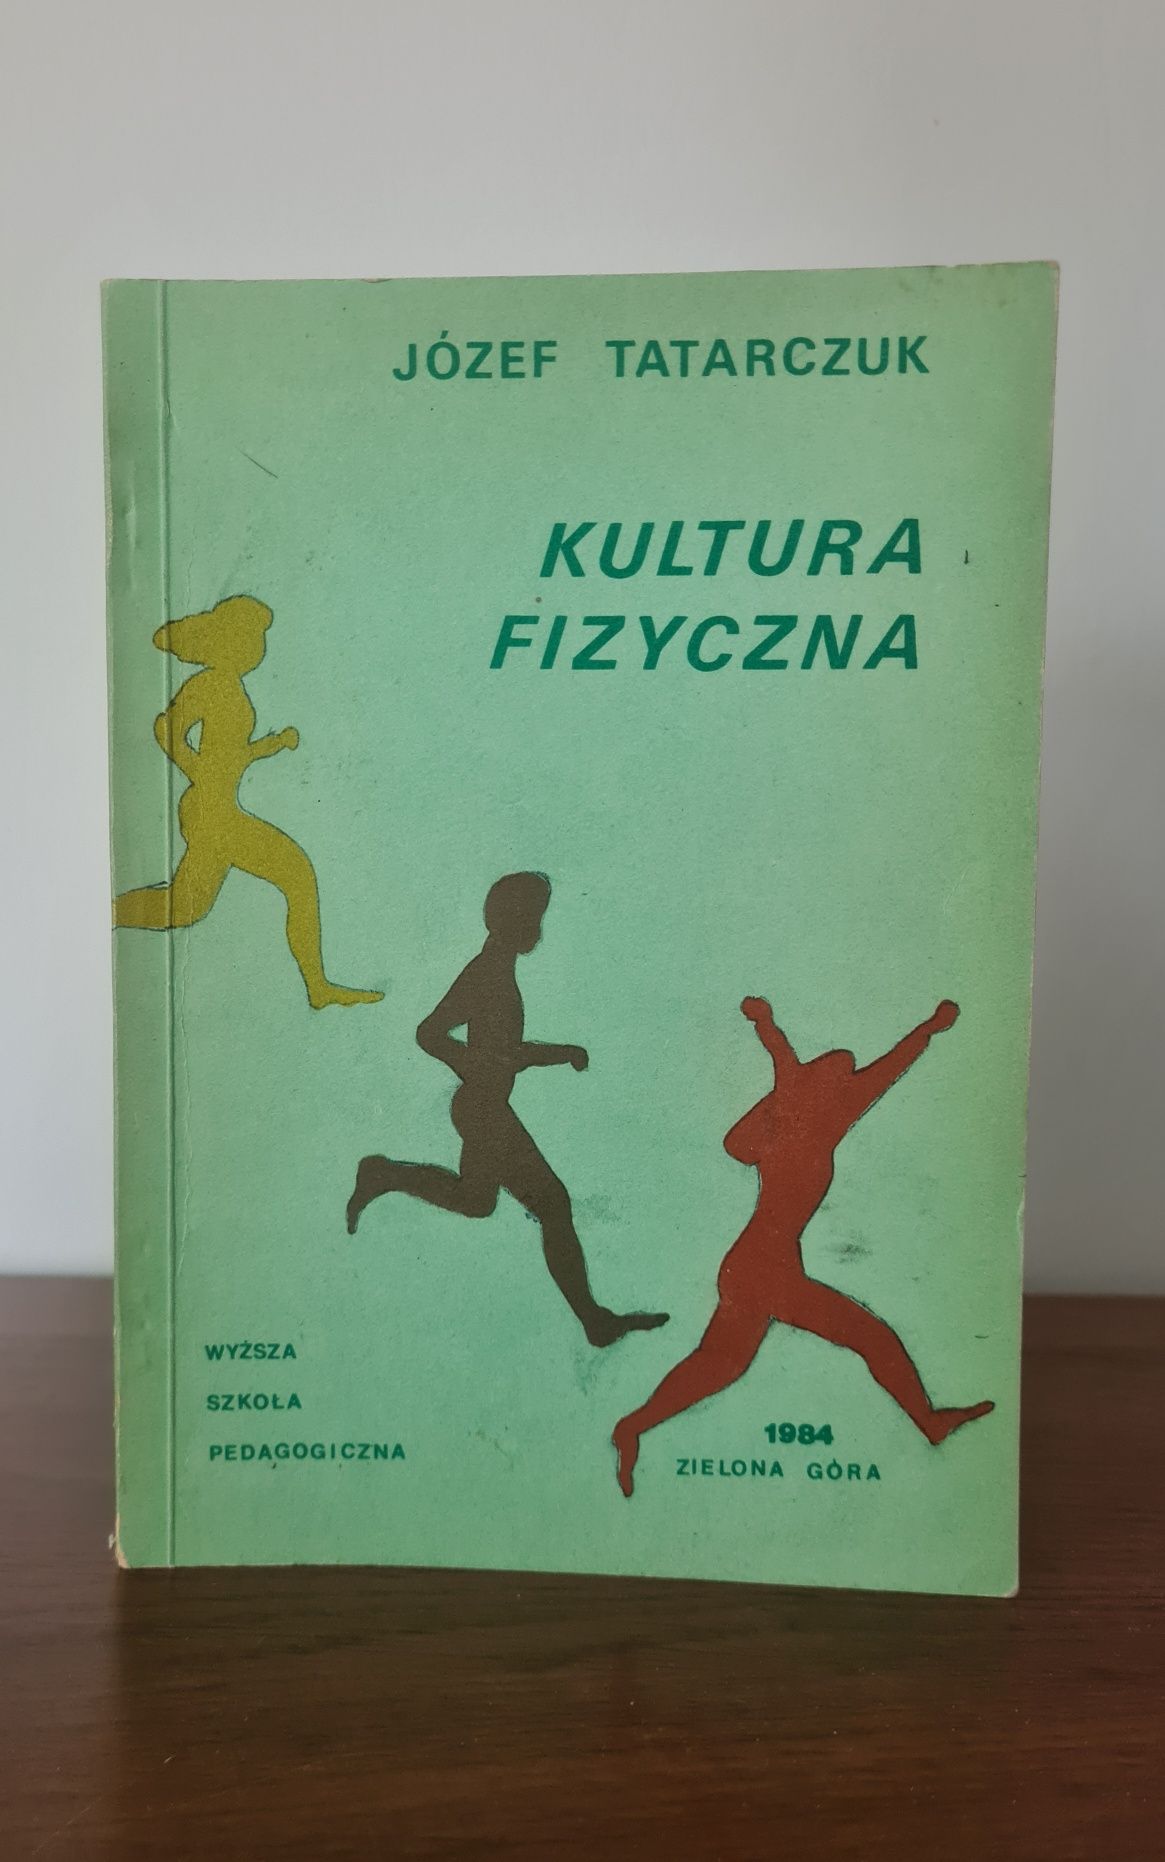 JÓZEF TATARCZUK
KULTURA
FIZYCZNA
WYŻSZA
SZKOŁA
PEDAGOGICZNA
1984
ZIELONA GÓRA